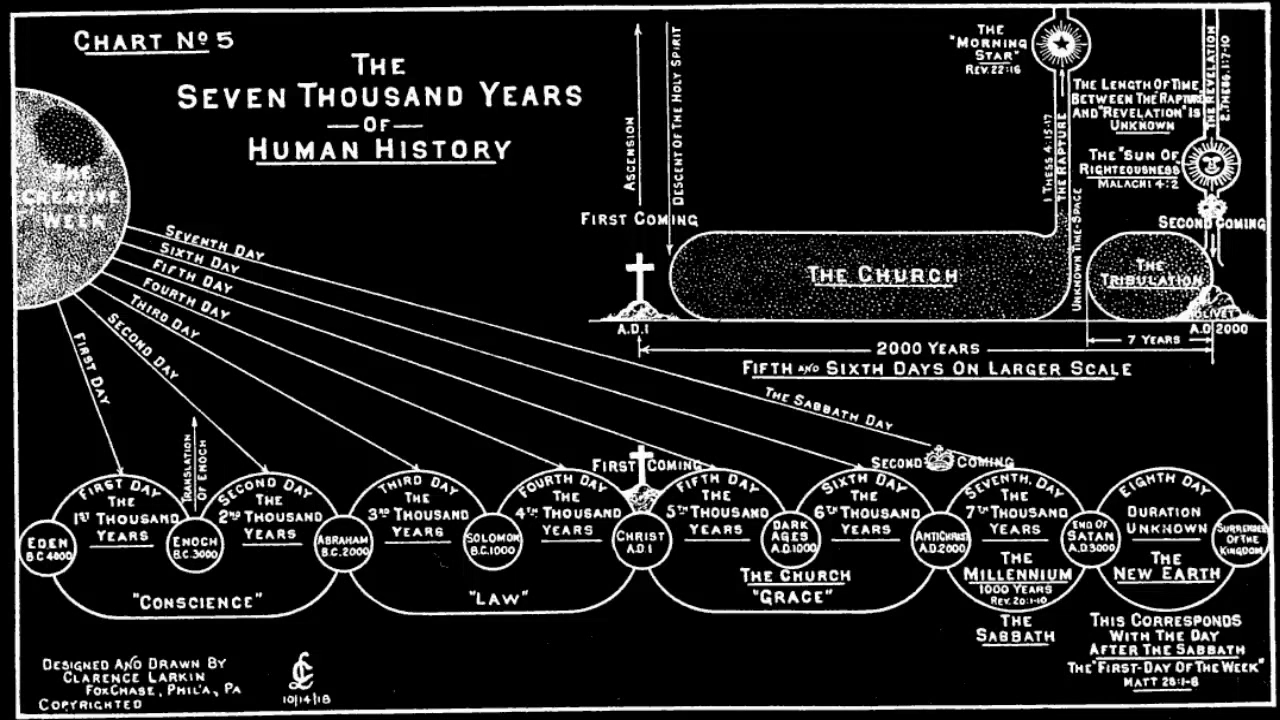 CHART Nº 5
THE
SEVEN THOUSAND YEARS
—OF—
HUMAN HISTORY
THE
CREATIVE
WEEK
ASCENSION
DESCENT OF THE HOLY SPIRIT
FIRST COMING
A.D.1
THE CHURCH
THE
"MORNING
STAR"
REV. 22:16
1 THESS 4:15-17
THE RAPTURE
UNKNOWN TIME-SPACE
THE LENGTH OF TIME
BETWEEN THE RAPTURE
AND "REVELATION" IS
UNKNOWN
THE REVELATION
2. THESS. 1:7-10
THE "SUN OF
RIGHTEOUSNESS"
MALACHI 4:2
SECOND COMING
THE
TRIBULATION
OLIVET
A.D. 2000
7 YEARS
2000 YEARS
FIFTH AND SIXTH DAYS ON LARGER SCALE
SEVENTH DAY
SIXTH DAY
FIFTH DAY
FOURTH DAY
THIRD DAY
SECOND DAY
FIRST DAY
THE SABBATH DAY
TRANSLATION
OF ENOCH
FIRST COMING
SECOND COMING
EDEN
B.C 4000
FIRST DAY
THE
1ST THOUSAND
YEARS
ENOCH
B.C. 3000
SECOND DAY
THE
2ND THOUSAND
YEARS
ABRAHAM
B.C. 2000
THIRD DAY
THE
3RD THOUSAND
YEARS
SOLOMON
B.C. 1000
FOURTH DAY
THE
4TH THOUSAND
YEARS
CHRIST
A.D. 1
FIFTH DAY
THE
5TH THOUSAND
YEARS
DARK
AGES
A.D. 1000
SIXTH DAY
THE
6TH THOUSAND
YEARS
ANTICHRIST
A.D. 2000
SEVENTH DAY
THE
7TH THOUSAND
YEARS
END OF
SATAN
A.D. 3000
EIGHTH DAY
DURATION
UNKNOWN
SURRENDER
OF THE
KINGDOM
"CONSCIENCE"
"LAW"
THE CHURCH
"GRACE"
THE
MILLENNIUM
1000 YEARS
REV. 20:1-10
THE
SABBATH
THE
NEW EARTH
THIS CORRESPONDS
WITH THE DAY
AFTER THE SABBATH
THE "FIRST-DAY OF THE WEEK"
MATT 28:1-8
DESIGNED AND DRAWN BY
CLARENCE LARKIN
FOXCHASE, PHIL'A, PA
COPYRIGHTED
10/14/18